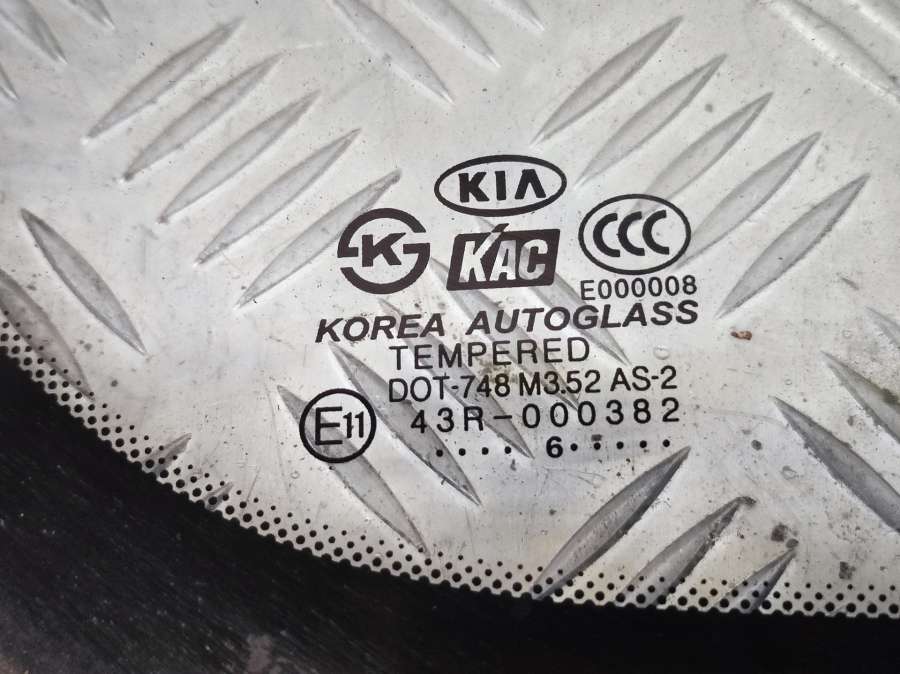 KIA
K
KAC
CCC
E000008
KOREA AUTOGLASS
TEMPERED
DOT-748 M3.52 AS-2
E11
43R-000382
....6.....